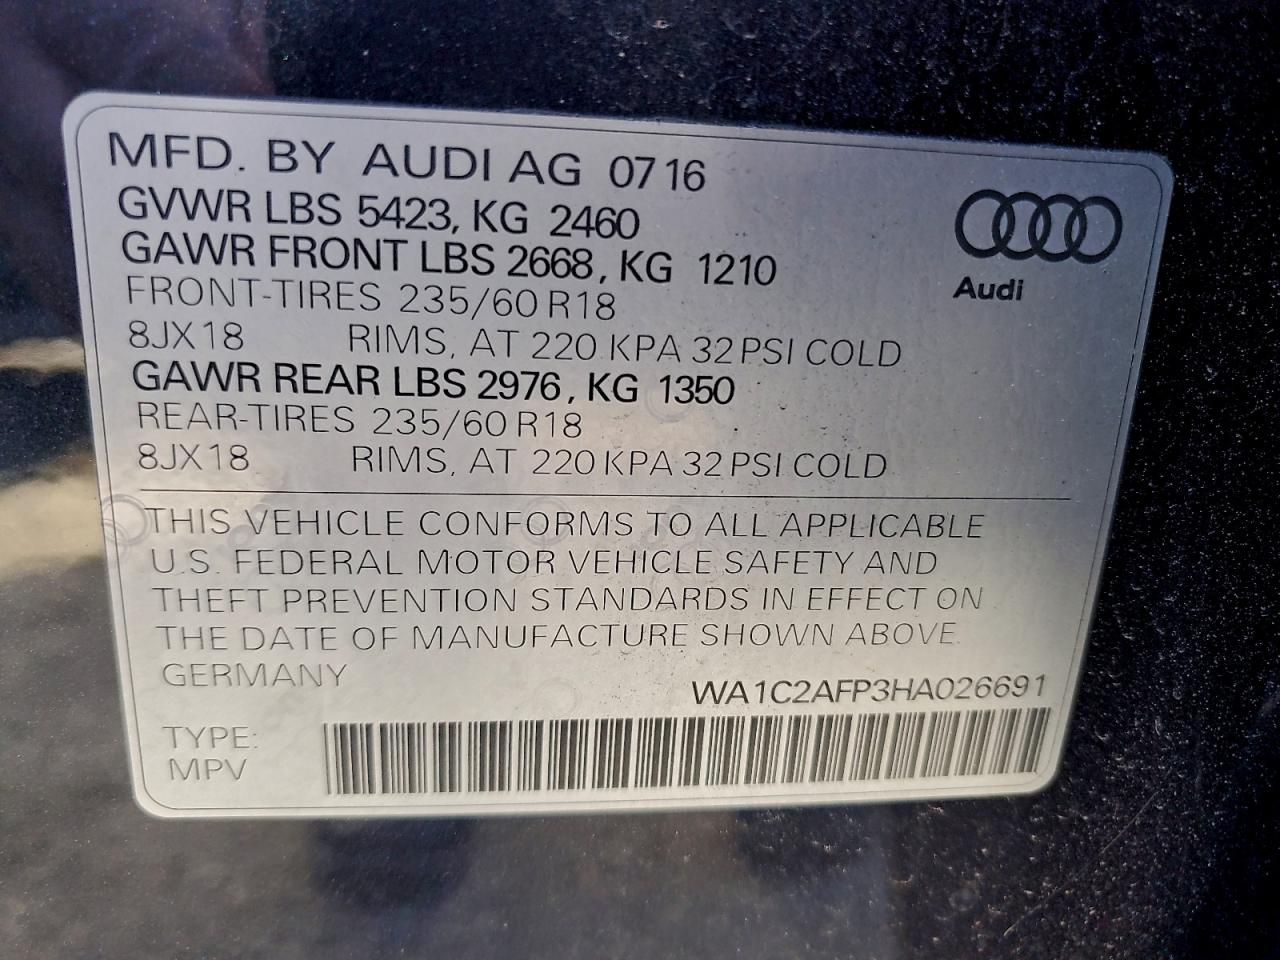 MFD. BY AUDI AG 07 16
GVWR LBS 5423, KG 2460
GAWR FRONT LBS 2668, KG 1210
FRONT-TIRES 235/60 R18
8JX18 RIMS, AT 220 KPA 32 PSI COLD
GAWR REAR LBS 2976, KG 1350
REAR-TIRES 235/60 R18
8JX18 RIMS, AT 220 KPA 32 PSI COLD
Audi
THIS VEHICLE CONFORMS TO ALL APPLICABLE
U.S. FEDERAL MOTOR VEHICLE SAFETY AND
THEFT PREVENTION STANDARDS IN EFFECT ON
THE DATE OF MANUFACTURE SHOWN ABOVE.
GERMANY
WA1C2AFP3HA026691
TYPE:
MPV